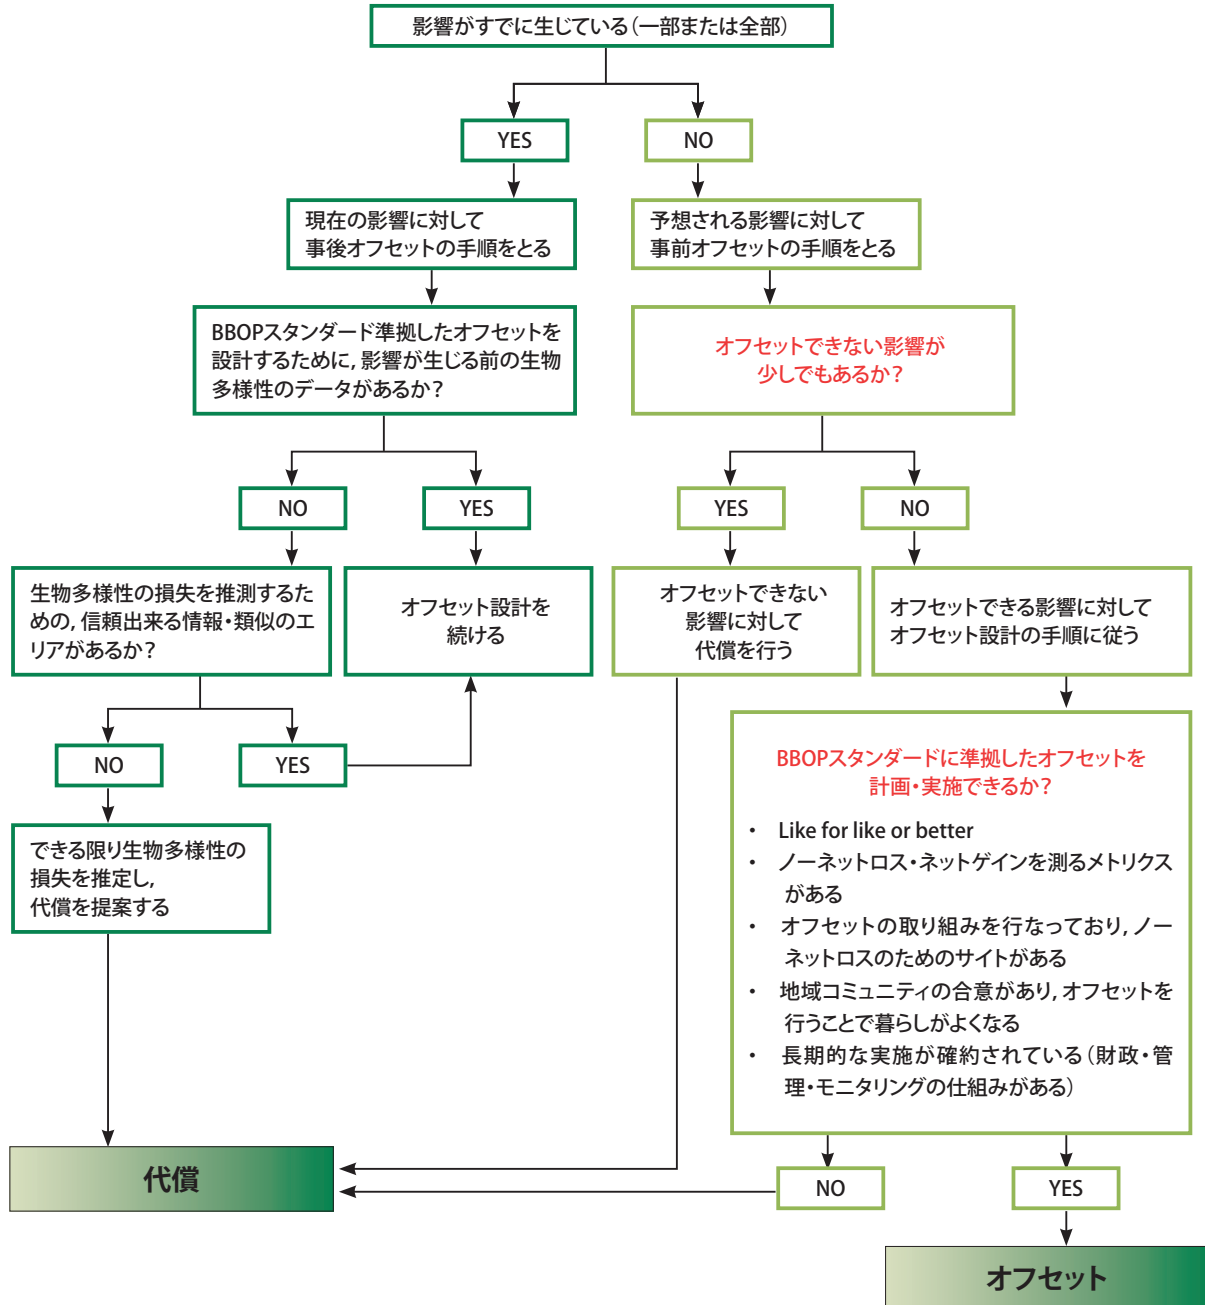 影響がすでに生じている（一部または全部）
YES
NO
現在の影響に対して
事後オフセットの手順をとる
予想される影響に対して
事前オフセットの手順をとる
BBOPスタンダード準拠したオフセットを
設計するために, 影響が生じる前の生物
多様性のデータがあるか？
オフセットできない影響が
少しでもあるか？
NO
YES
YES
NO
生物多様性の損失を推測するた
めの, 信頼出来る情報・類似のエ
リアがあるか？
オフセット設計を
続ける
オフセットできない
影響に対して
代償を行う
オフセットできる影響に対して
オフセット設計の手順に従う
NO
YES
できる限り生物多様性の
損失を推定し,
代償を提案する
BBOPスタンダードに準拠したオフセットを
計画・実施できるか？
・ Like for like or better
・ ノーネットロス・ネットゲインを測るメトリクス
がある
・ オフセットの取り組みを行なっており, ノー
ネットロスのためのサイトがある
・ 地域コミュニティの合意があり, オフセットを
行うことで暮らしがよくなる
・ 長期的な実施が確約されている（財政・管
理・モニタリングの仕組みがある）
代償
NO
YES
オフセット